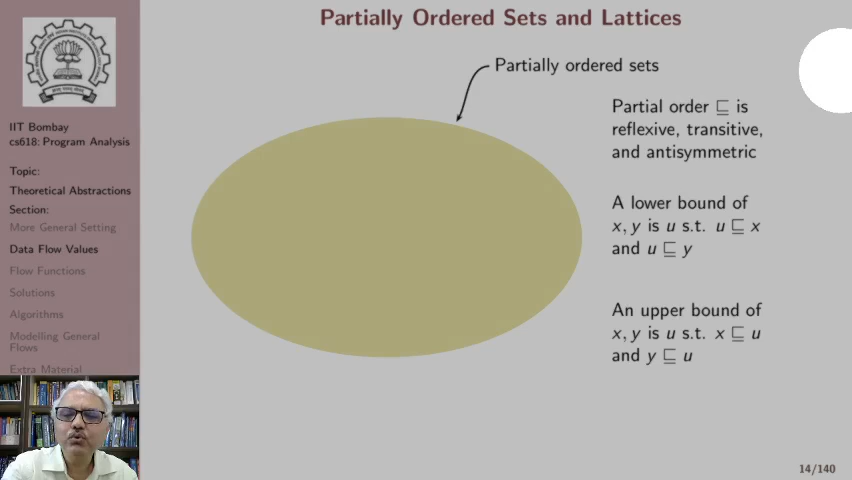 Partially Ordered Sets and Lattices
IIT Bombay
cs618: Program Analysis
Topic:
Theoretical Abstractions
Section:
More General Setting
Data Flow Values
Flow Functions
Solutions
Algorithms
Modelling General
Flows
Extra Material
Partially ordered sets
Partial order ⊑ is
reflexive, transitive,
and antisymmetric
A lower bound of
x, y is u s.t. u ⊑ x
and u ⊑ y
An upper bound of
x, y is u s.t. x ⊑ u
and y ⊑ u
14/140